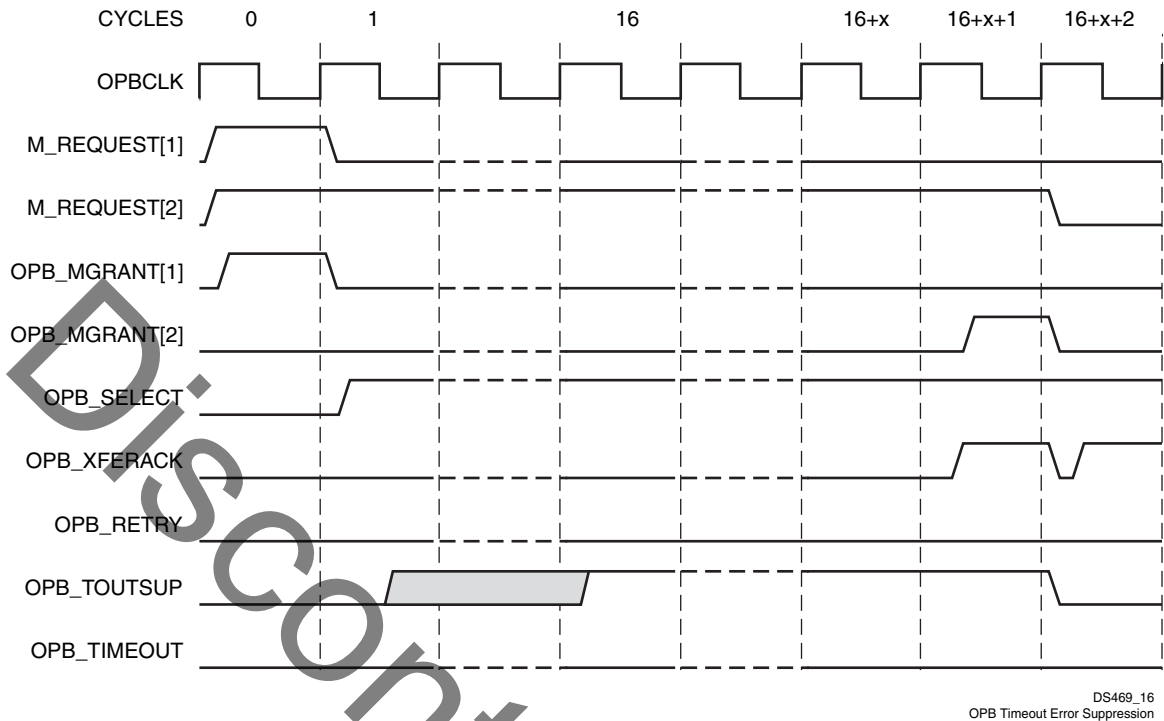 CYCLES 0 1 16 16+x 16+x+1 16+x+2
OPBCLK
M_REQUEST[1]
M_REQUEST[2]
OPB_MGRANT[1]
OPB_MGRANT[2]
OPB_SELECT
OPB_XFERACK
OPB_RETRY
OPB_TOUTSUP
OPB_TIMEOUT
DS469_16
OPB Timeout Error Suppression